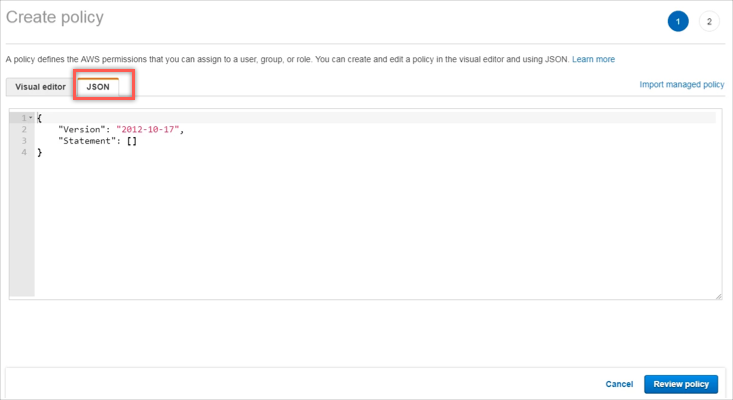 Create policy
1 2
A policy defines the AWS permissions that you can assign to a user, group, or role. You can create and edit a policy in the visual editor and using JSON. Learn more
Visual editor JSON Import managed policy
1 {
2 "Version": "2012-10-17",
3 "Statement": []
4 }
Cancel Review policy